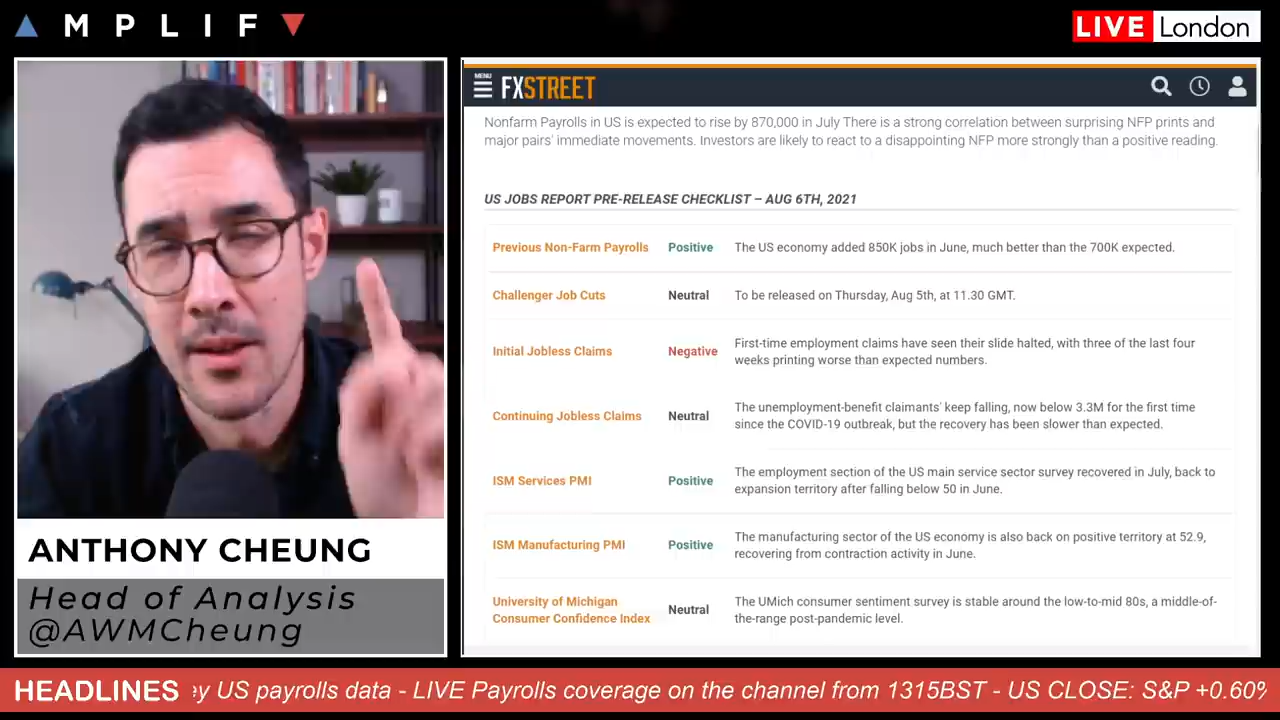 MPLIF
LIVE London
MENU
FXSTREET
Nonfarm Payrolls in US is expected to rise by 870,000 in July There is a strong correlation between surprising NFP prints and
major pairs' immediate movements. Investors are likely to react to a disappointing NFP more strongly than a positive reading.
US JOBS REPORT PRE-RELEASE CHECKLIST – AUG 6TH, 2021
Previous Non-Farm Payrolls Positive The US economy added 850K jobs in June, much better than the 700K expected.
Challenger Job Cuts Neutral To be released on Thursday, Aug 5th, at 11.30 GMT.
Initial Jobless Claims Negative First-time employment claims have seen their slide halted, with three of the last four
weeks printing worse than expected numbers.
Continuing Jobless Claims Neutral The unemployment-benefit claimants' keep falling, now below 3.3M for the first time
since the COVID-19 outbreak, but the recovery has been slower than expected.
ISM Services PMI Positive The employment section of the US main service sector survey recovered in July, back to
expansion territory after falling below 50 in June.
ISM Manufacturing PMI Positive The manufacturing sector of the US economy is also back on positive territory at 52.9,
recovering from contraction activity in June.
University of Michigan
Consumer Confidence Index Neutral The UMich consumer sentiment survey is stable around the low-to-mid 80s, a middle-of-
the-range post-pandemic level.
ANTHONY CHEUNG
Head of Analysis
@AWMCheung
HEADLINES ey US payrolls data - LIVE Payrolls coverage on the channel from 1315BST - US CLOSE: S&P +0.60%